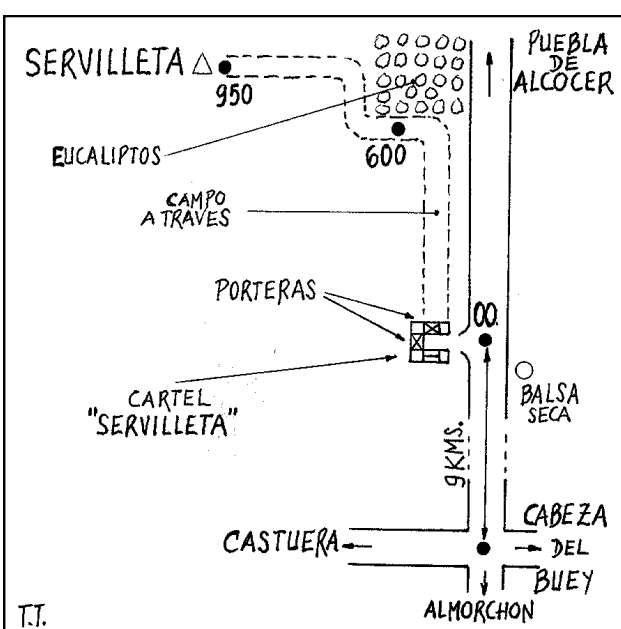 PUEBLA
DE
ALCOCER
SERVILLETA
950
600
EUCALIPTOS
CAMPO
A TRAVES
PORTERAS
00.
CARTEL
"SERVILLETA"
BALSA
SECA
9 KMS.
CASTUERA
CABEZA
DEL
BUEY
ALMORCHON
T.T.